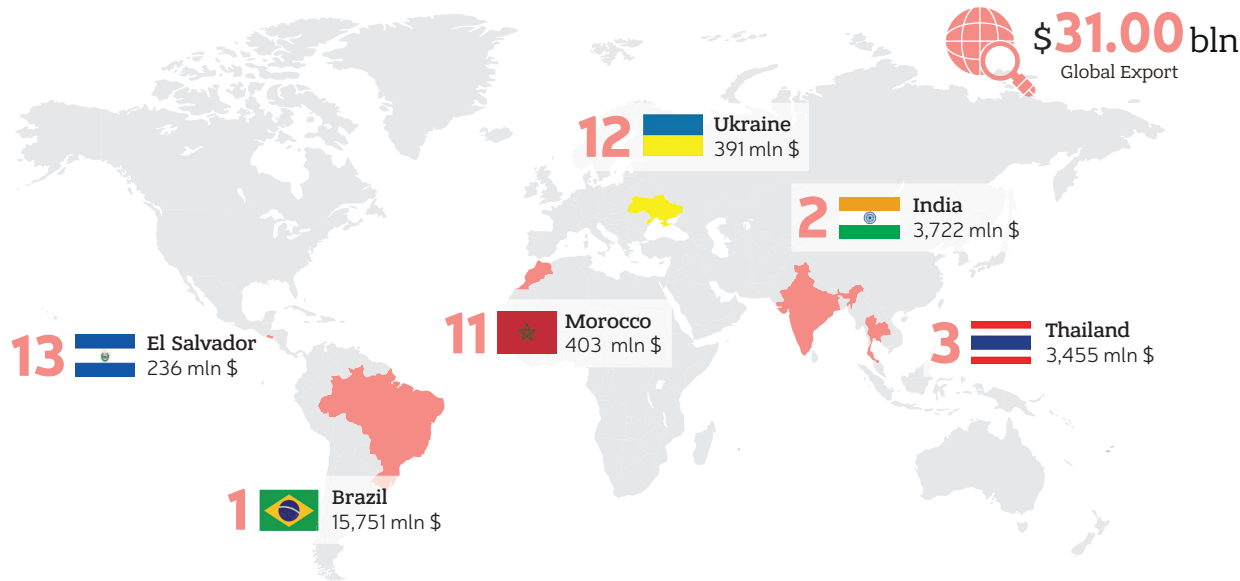 $31.00 bln
Global Export
12
Ukraine
391 mln $
2
India
3,722 mln $
11
Morocco
403 mln $
3
Thailand
3,455 mln $
13
El Salvador
236 mln $
1
Brazil
15,751 mln $